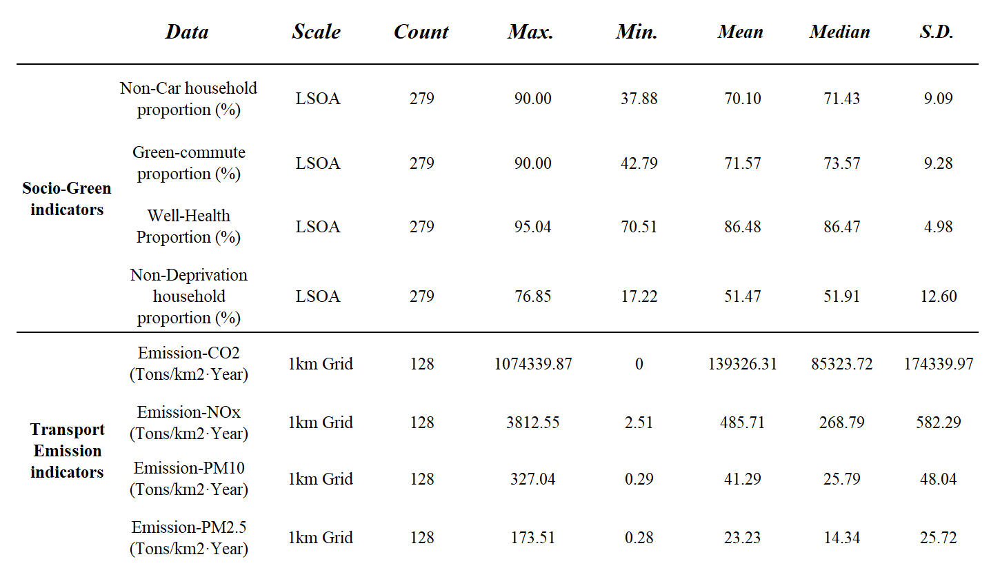 Data Scale Count Max. Min. Mean Median S.D.
Socio-Green
indicators
Non-Car household
proportion (%)
LSOA 279 90.00 37.88 70.10 71.43 9.09
Green-commute
proportion (%)
LSOA 279 90.00 42.79 71.57 73.57 9.28
Well-Health
Proportion (%)
LSOA 279 95.04 70.51 86.48 86.47 4.98
Non-Deprivation
household
proportion (%)
LSOA 279 76.85 17.22 51.47 51.91 12.60
Transport
Emission
indicators
Emission-CO2
(Tons/km2·Year)
1km Grid 128 1074339.87 0 139326.31 85323.72 174339.97
Emission-NOx
(Tons/km2·Year)
1km Grid 128 3812.55 2.51 485.71 268.79 582.29
Emission-PM10
(Tons/km2·Year)
1km Grid 128 327.04 0.29 41.29 25.79 48.04
Emission-PM2.5
(Tons/km2·Year)
1km Grid 128 173.51 0.28 23.23 14.34 25.72